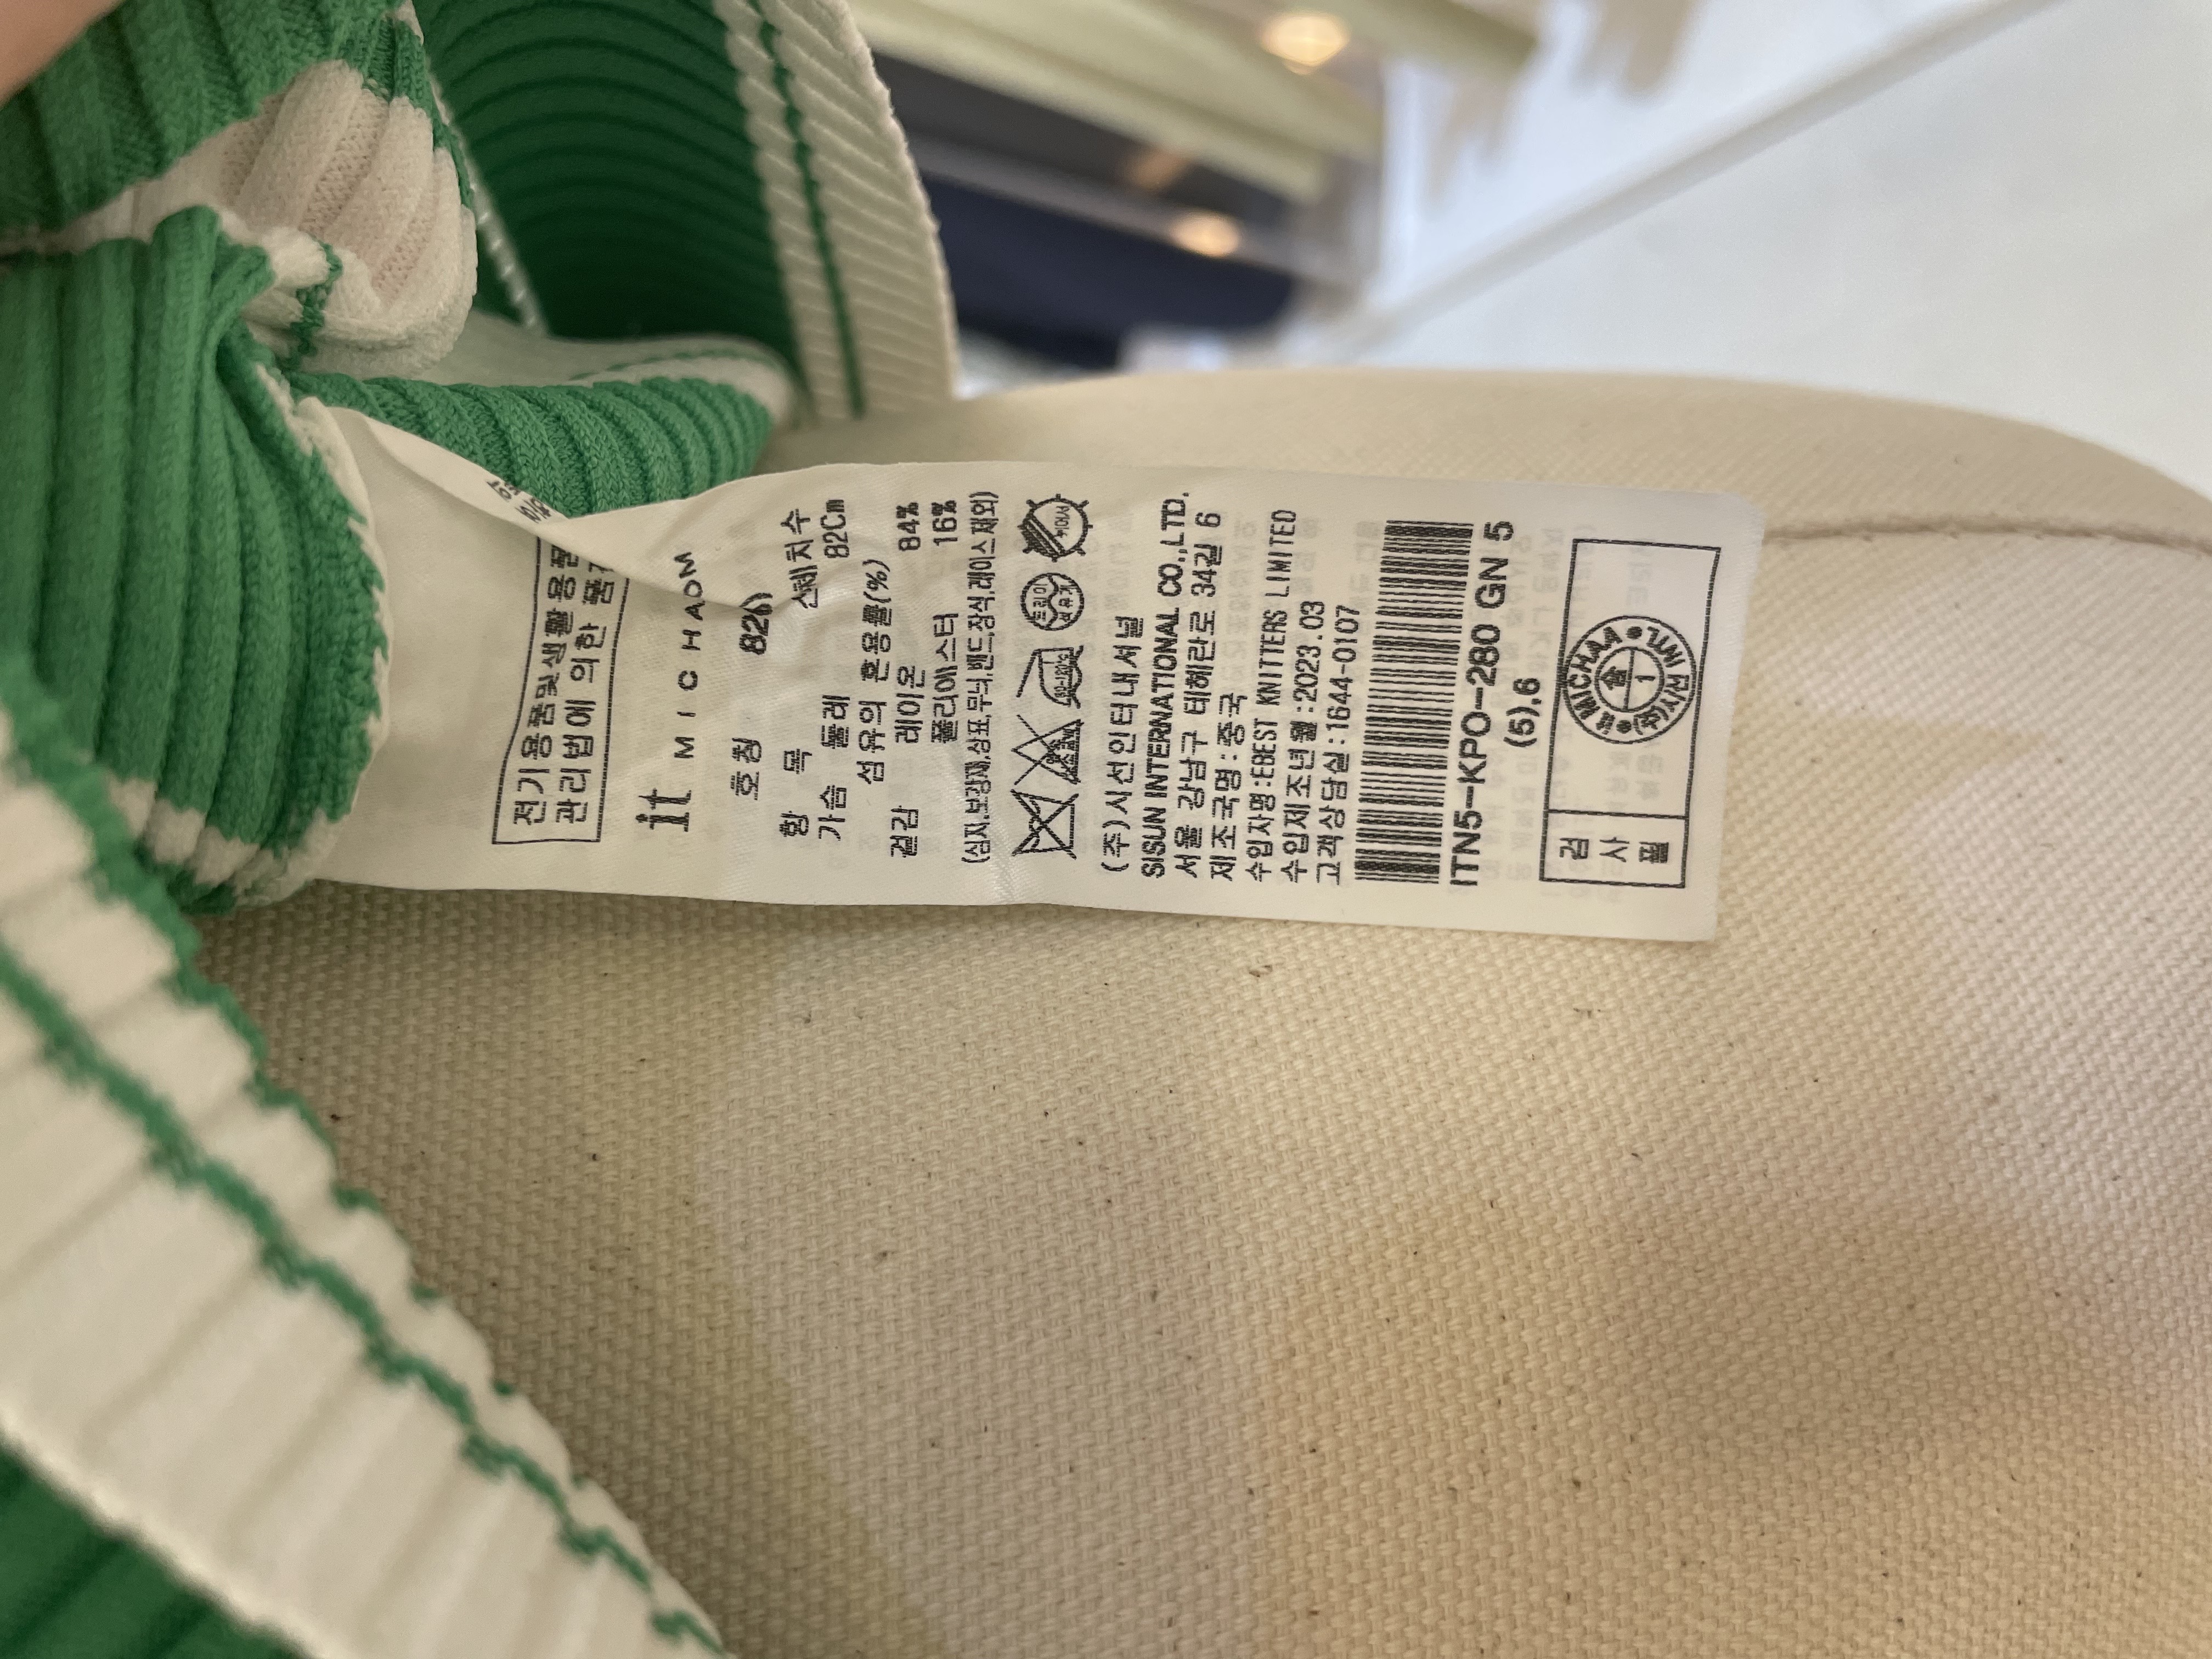 전기용품및생활용품
관리법에 의한 품
it MICHAA
호칭 82( )
항 목 신체치수
가슴 둘레 82Cm
섬유의 혼용률(%)
겉감 레이온 84%
폴리에스터 16%
(심지,보강재,상표,무늬,밴드,장식,레이스제외)
(주)시선인터내셔널
SISUN INTERNATIONAL CO.,LTD.
서울 강남구 테헤란로 34길 6
제조국명:중국
수입자명:EBEST KNITTERS LIMITED
수입제조년월:2023.03
고객상담실:1644-0107
ITN5-KPO-280 GN 5
(5),6
검사필
MICHAA
1